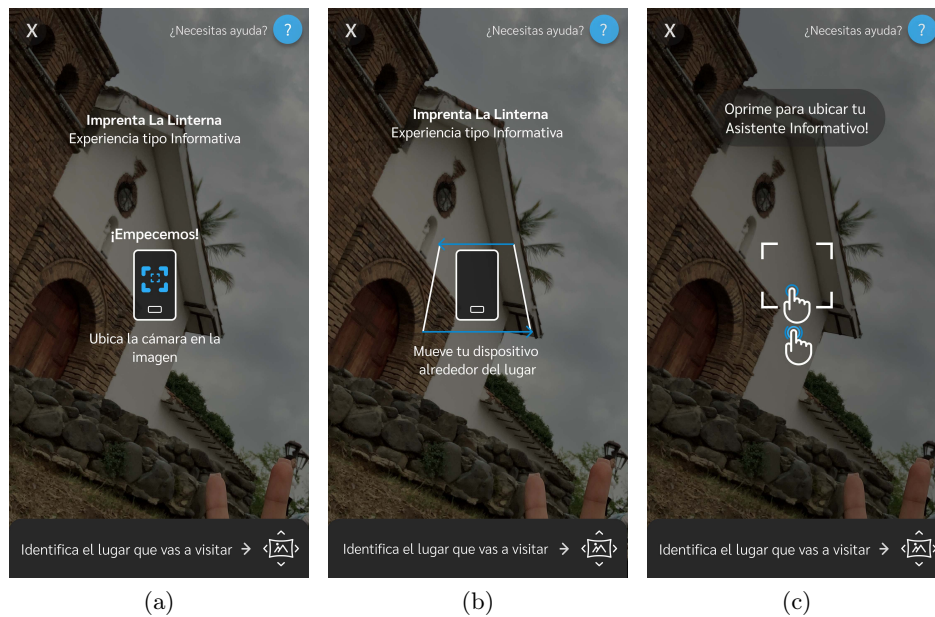 X
¿Necesitas ayuda? ?
Imprenta La Linterna
Experiencia tipo Informativa
¡Empecemos!
Ubica la cámara en la
imagen
Identifica el lugar que vas a visitar →
(a)
X
¿Necesitas ayuda? ?
Imprenta La Linterna
Experiencia tipo Informativa
Mueve tu dispositivo
alrededor del lugar
Identifica el lugar que vas a visitar →
(b)
X
¿Necesitas ayuda? ?
Oprime para ubicar tu
Asistente Informativo!
Identifica el lugar que vas a visitar →
(c)